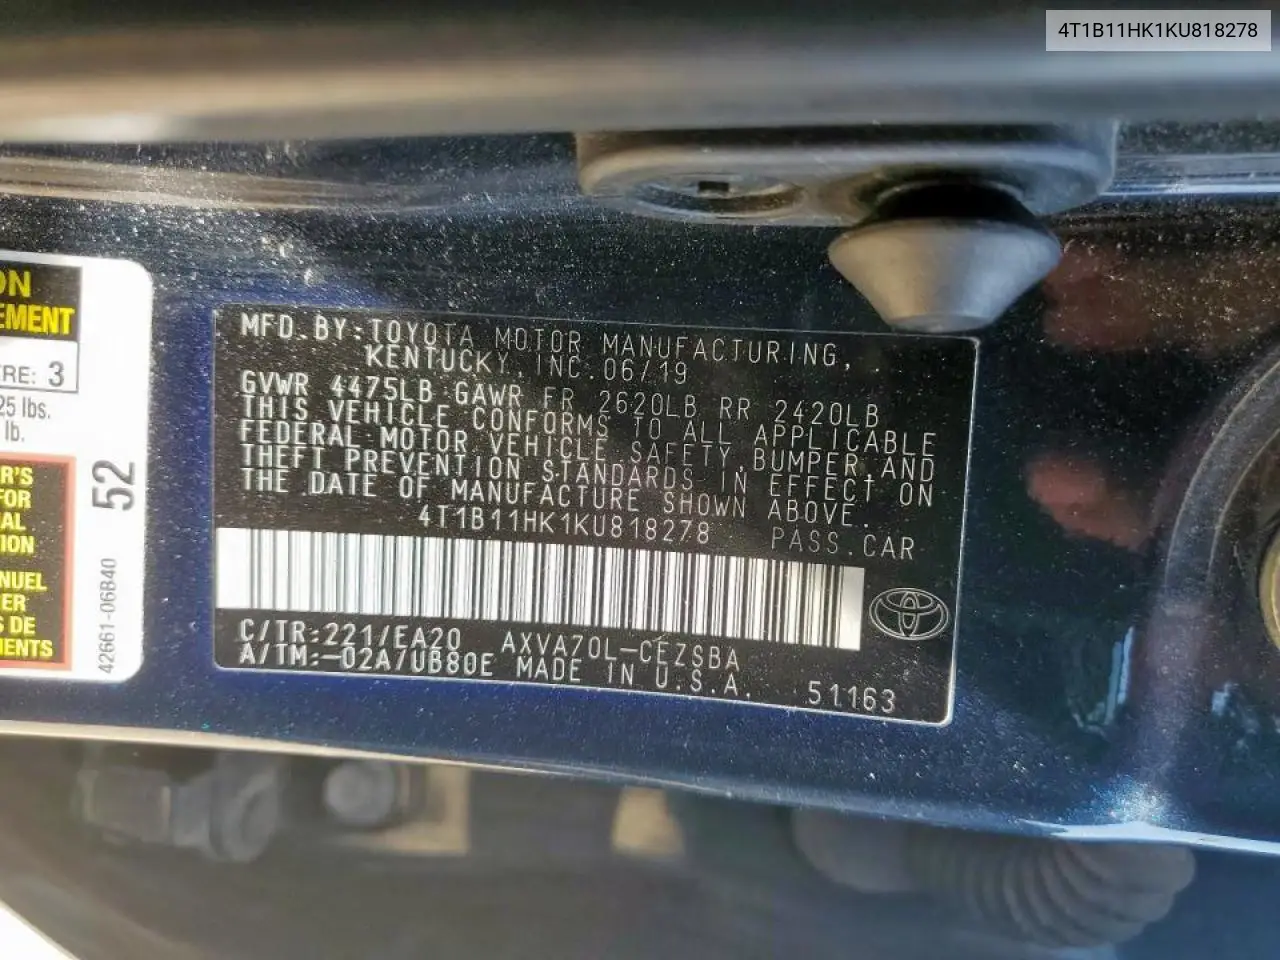 4T1B11HK1KU818278
ON
EMENT
RE: 3
25 lbs.
lb.
R'S
FOR
AL
ION
NUEL
ER
S DE
MENTS
52
42661-06B40
MFD. BY: TOYOTA MOTOR MANUFACTURING,
KENTUCKY, INC. 06/19
GVWR 4475LB GAWR FR 2620LB RR 2420LB
THIS VEHICLE CONFORMS TO ALL APPLICABLE
FEDERAL MOTOR VEHICLE SAFETY, BUMPER, AND
THEFT PREVENTION STANDARDS IN EFFECT ON
THE DATE OF MANUFACTURE SHOWN ABOVE.
4T1B11HK1KU818278 PASS. CAR
C/TR: 221/EA20 AXVA70L-CEZSBA
A/TM: -02A/UB80E MADE IN U.S.A. 51163